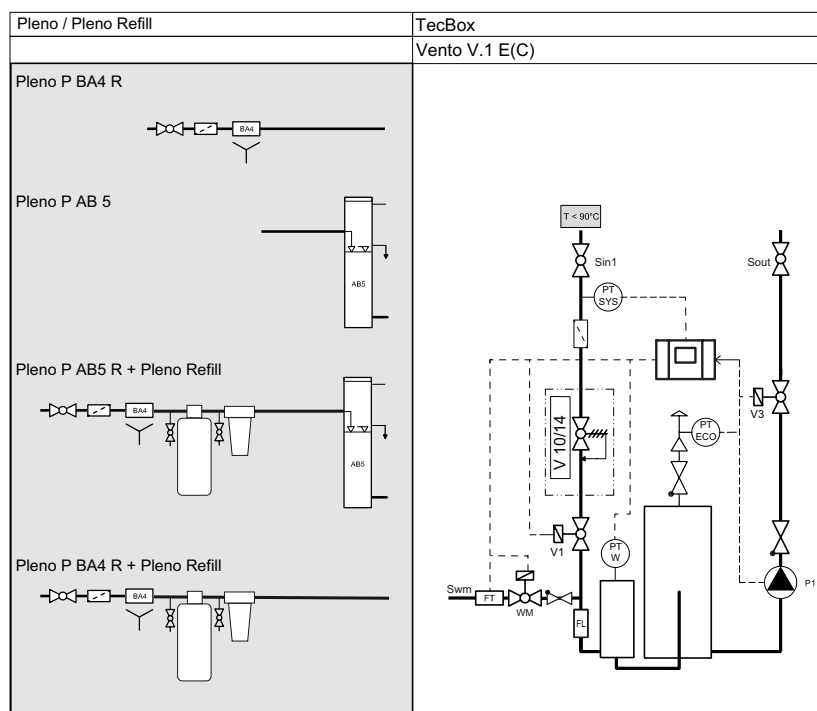 Pleno / Pleno Refill
TecBox
Vento V.1 E(C)
Pleno P BA4 R
BA4
Pleno P AB 5
AB5
Pleno P AB5 R + Pleno Refill
BA4
AB5
Pleno P BA4 R + Pleno Refill
BA4
T < 90°C
Sin1
Sout
PT
SYS
V 10/14
PT
ECO
V3
V1
PT
W
Swm
FT
WM
FL
P1